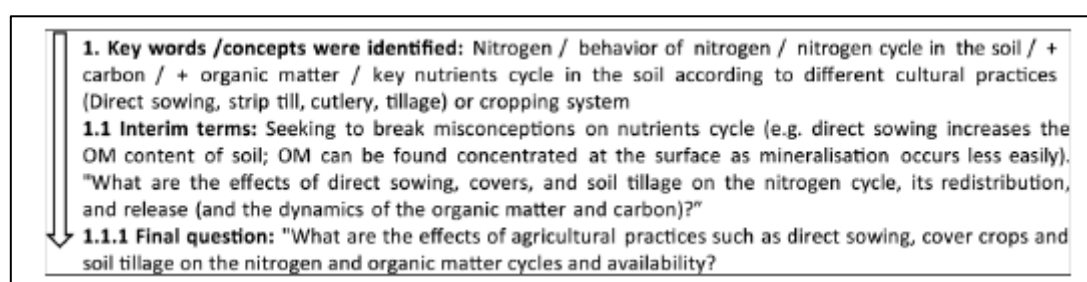 1. Key words /concepts were identified: Nitrogen / behavior of nitrogen / nitrogen cycle in the soil / +
carbon / + organic matter / key nutrients cycle in the soil according to different cultural practices
(Direct sowing, strip till, cutlery, tillage) or cropping system
1.1 Interim terms: Seeking to break misconceptions on nutrients cycle (e.g. direct sowing increases the
OM content of soil; OM can be found concentrated at the surface as mineralisation occurs less easily).
"What are the effects of direct sowing, covers, and soil tillage on the nitrogen cycle, its redistribution,
and release (and the dynamics of the organic matter and carbon)?"
1.1.1 Final question: "What are the effects of agricultural practices such as direct sowing, cover crops and
soil tillage on the nitrogen and organic matter cycles and availability?